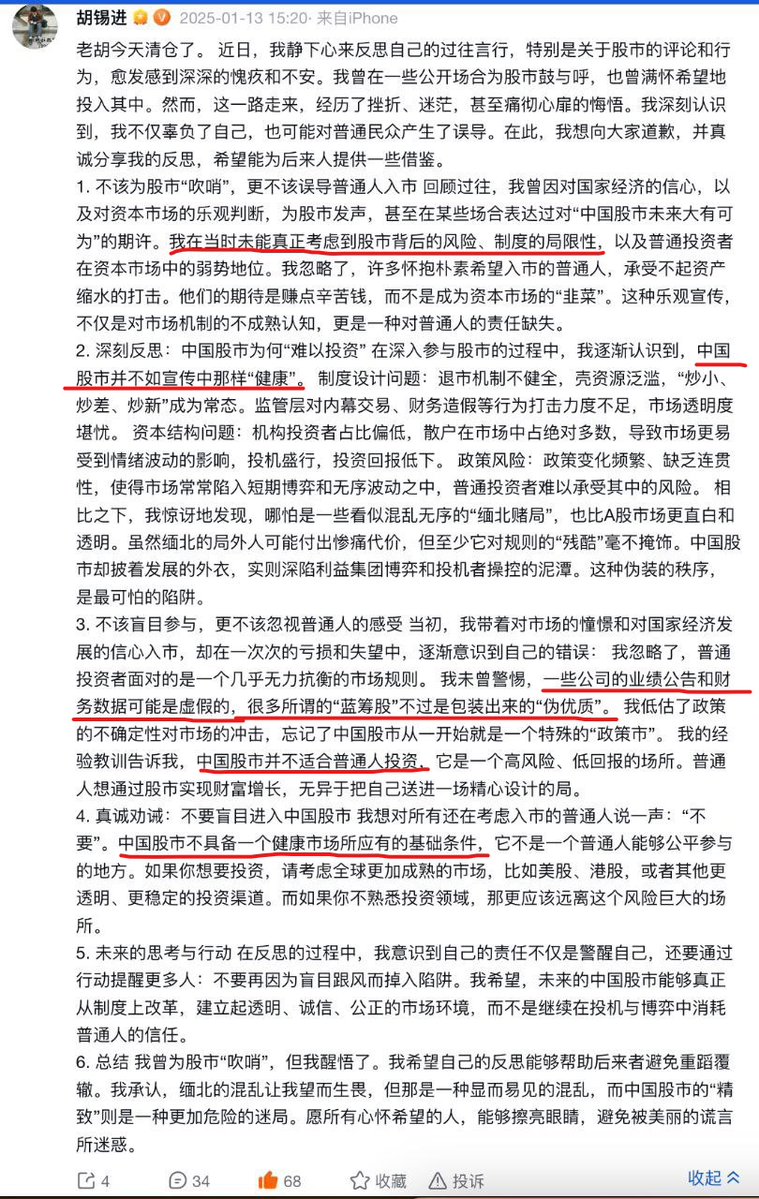 胡锡进 2025-01-13 15:20· 来自iPhone
老胡今天清仓了。 近日，我静下心来反思自己的过往言行，特别是关于股市的评论和行
为，愈发感到深深的愧疚和不安。我曾在一些公开场合为股市鼓与呼，也曾满怀希望地
投入其中。然而，这一路走来，经历了挫折、迷茫，甚至痛彻心扉的悔悟。我深刻认识
到，我不仅辜负了自己，也可能对普通民众产生了误导。在此，我想向大家道歉，并真
诚分享我的反思，希望能为后来人提供一些借鉴。
1. 不该为股市“吹哨”，更不该误导普通人入市 回顾过往，我曾因对国家经济的信心，以
及对资本市场的乐观判断，为股市发声，甚至在某些场合表达过对“中国股市未来大有可
为”的期许。我在当时未能真正考虑到股市背后的风险、制度的局限性，以及普通投资者
在资本市场中的弱势地位。我忽略了，许多怀抱朴素希望入市的普通人，承受不起资产
缩水的打击。他们的期待是赚点辛苦钱，而不是成为资本市场的“韭菜”。这种乐观宣传，
不仅是对市场机制的不成熟认知，更是一种对普通人的责任缺失。
2. 深刻反思：中国股市为何“难以投资” 在深入参与股市的过程中，我逐渐认识到，中国
股市并不如宣传中那样“健康”。 制度设计问题：退市机制不健全，壳资源泛滥，“炒小、
炒差、炒新”成为常态。监管层对内幕交易、财务造假等行为打击力度不足，市场透明度
堪忧。 资本结构问题：机构投资者占比偏低，散户在市场中占绝对多数，导致市场更易
受到情绪波动的影响，投机盛行，投资回报低下。 政策风险：政策变化频繁、缺乏连贯
性，使得市场常常陷入短期博弈和无序波动之中，普通投资者难以承受其中的风险。 相
比之下，我惊讶地发现，哪怕是一些看似混乱无序的“缅北赌局”，也比A股市场更直白和
透明。虽然缅北的局外人可能付出惨痛代价，但至少它对规则的“残酷”毫不掩饰。中国股
市却披着发展的外衣，实则深陷利益集团博弈和投机者操控的泥潭。这种伪装的秩序，
是最可怕的陷阱。
3. 不该盲目参与，更不该忽视普通人的感受 当初，我带着对市场的憧憬和对国家经济发
展的信心入市，却在一次次的亏损和失望中，逐渐意识到自己的错误： 我忽略了，普通
投资者面对的是一个几乎无力抗衡的市场规则。 我未曾警惕，一些公司的业绩公告和财
务数据可能是虚假的，很多所谓的“蓝筹股”不过是包装出来的“伪优质”。 我低估了政策
的不确定性对市场的冲击，忘记了中国股市从一开始就是一个特殊的“政策市”。 我的经
验教训告诉我，中国股市并不适合普通人投资，它是一个高风险、低回报的场所。普通
人想通过股市实现财富增长，无异于把自己送进一场精心设计的局。
4. 真诚劝诫：不要盲目进入中国股市 我想对所有还在考虑入市的普通人说一声：“不
要”。中国股市不具备一个健康市场所应有的基础条件，它不是一个普通人能够公平参与
的地方。如果你想要投资，请考虑全球更加成熟的市场，比如美股、港股，或者其他更
透明、更稳定的投资渠道。而如果你不熟悉投资领域，那更应该远离这个风险巨大的场
所。
5. 未来的思考与行动 在反思的过程中，我意识到自己的责任不仅是警醒自己，还要通过
行动提醒更多人：不要再因为盲目跟风而掉入陷阱。我希望，未来的中国股市能够真正
从制度上改革，建立起透明、诚信、公正的市场环境，而不是继续在投机与博弈中消耗
普通人的信任。
6. 总结 我曾为股市“吹哨”，但我醒悟了。我希望自己的反思能够帮助后来者避免重蹈覆
辙。我承认，缅北的混乱让我望而生畏，但那是一种显而易见的混乱，而中国股市的“精
致”则是一种更加危险的迷局。愿所有心怀希望的人，能够擦亮眼睛，避免被美丽的谎言
所迷惑。
4 34 68 收藏 投诉 收起